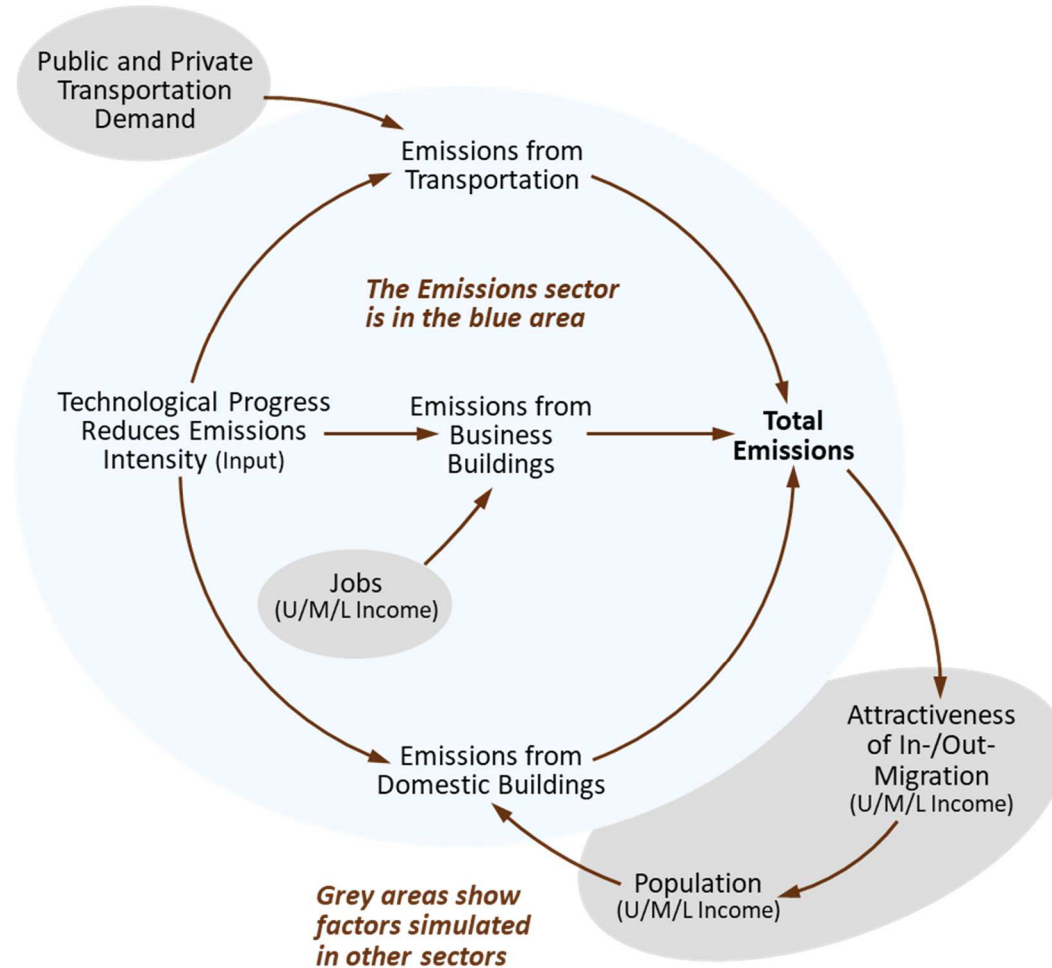 Public and Private
Transportation
Demand
Emissions from
Transportation
The Emissions sector
is in the blue area
Technological Progress
Reduces Emissions
Intensity (Input)
Emissions from
Business
Buildings
Total
Emissions
Jobs
(U/M/L Income)
Emissions from
Domestic Buildings
Attractiveness
of In-/Out-
Migration
(U/M/L Income)
Population
(U/M/L Income)
Grey areas show
factors simulated
in other sectors